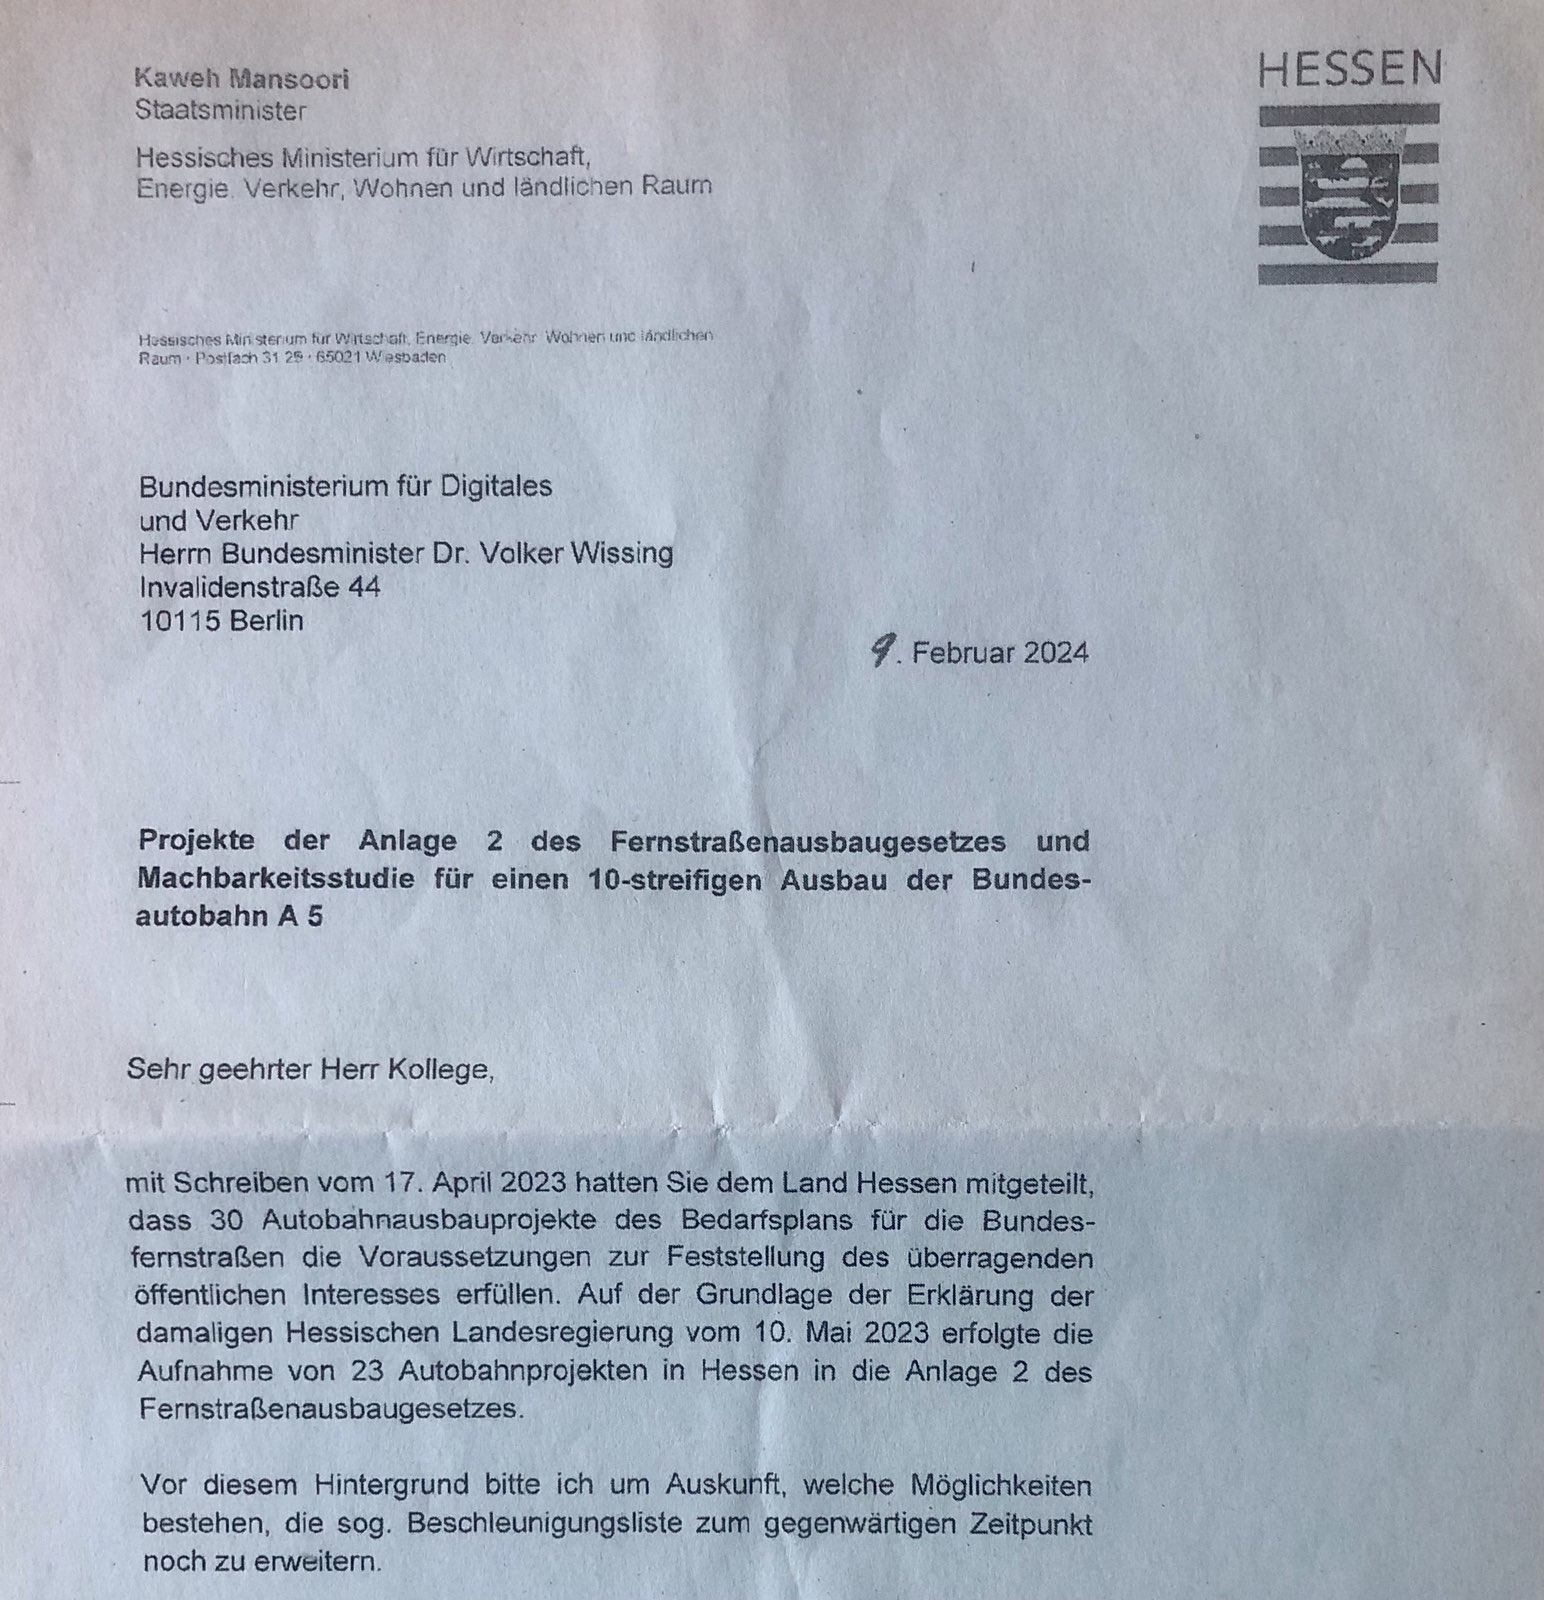 Kaweh Mansoori
Staatsminister
Hessisches Ministerium für Wirtschaft,
Energie, Verkehr, Wohnen und ländlichen Raum
HESSEN
Hessisches Ministerium für Wirtschaft, Energie, Verkehr, Wohnen und ländlichen
Raum · Postfach 31 29 · 65021 Wiesbaden
Bundesministerium für Digitales
und Verkehr
Herrn Bundesminister Dr. Volker Wissing
Invalidenstraße 44
10115 Berlin
9. Februar 2024
Projekte der Anlage 2 des Fernstraßenausbaugesetzes und
Machbarkeitsstudie für einen 10-streifigen Ausbau der Bundes-
autobahn A 5
Sehr geehrter Herr Kollege,
mit Schreiben vom 17. April 2023 hatten Sie dem Land Hessen mitgeteilt,
dass 30 Autobahnausbauprojekte des Bedarfsplans für die Bundes-
fernstraßen die Voraussetzungen zur Feststellung des überragenden
öffentlichen Interesses erfüllen. Auf der Grundlage der Erklärung der
damaligen Hessischen Landesregierung vom 10. Mai 2023 erfolgte die
Aufnahme von 23 Autobahnprojekten in Hessen in die Anlage 2 des
Fernstraßenausbaugesetzes.
Vor diesem Hintergrund bitte ich um Auskunft, welche Möglichkeiten
bestehen, die sog. Beschleunigungsliste zum gegenwärtigen Zeitpunkt
noch zu erweitern.